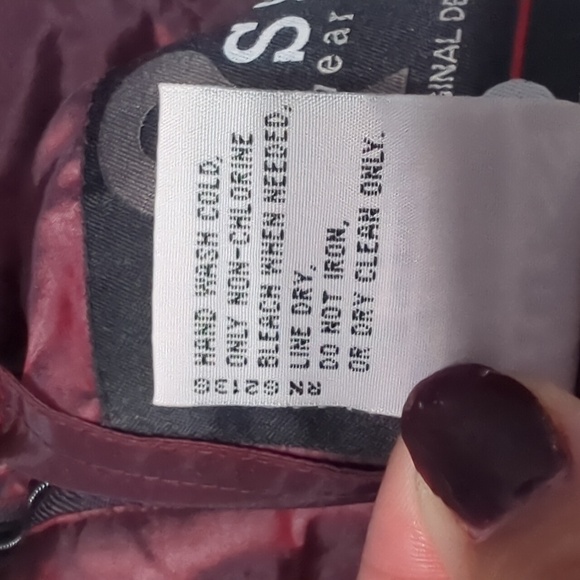 HAND WASH COLD,
ONLY NON-CHLORINE
BLEACH WHEN NEEDED,
LINE DRY,
DO NOT IRON,
OR DRY CLEAN ONLY.
RN 62138